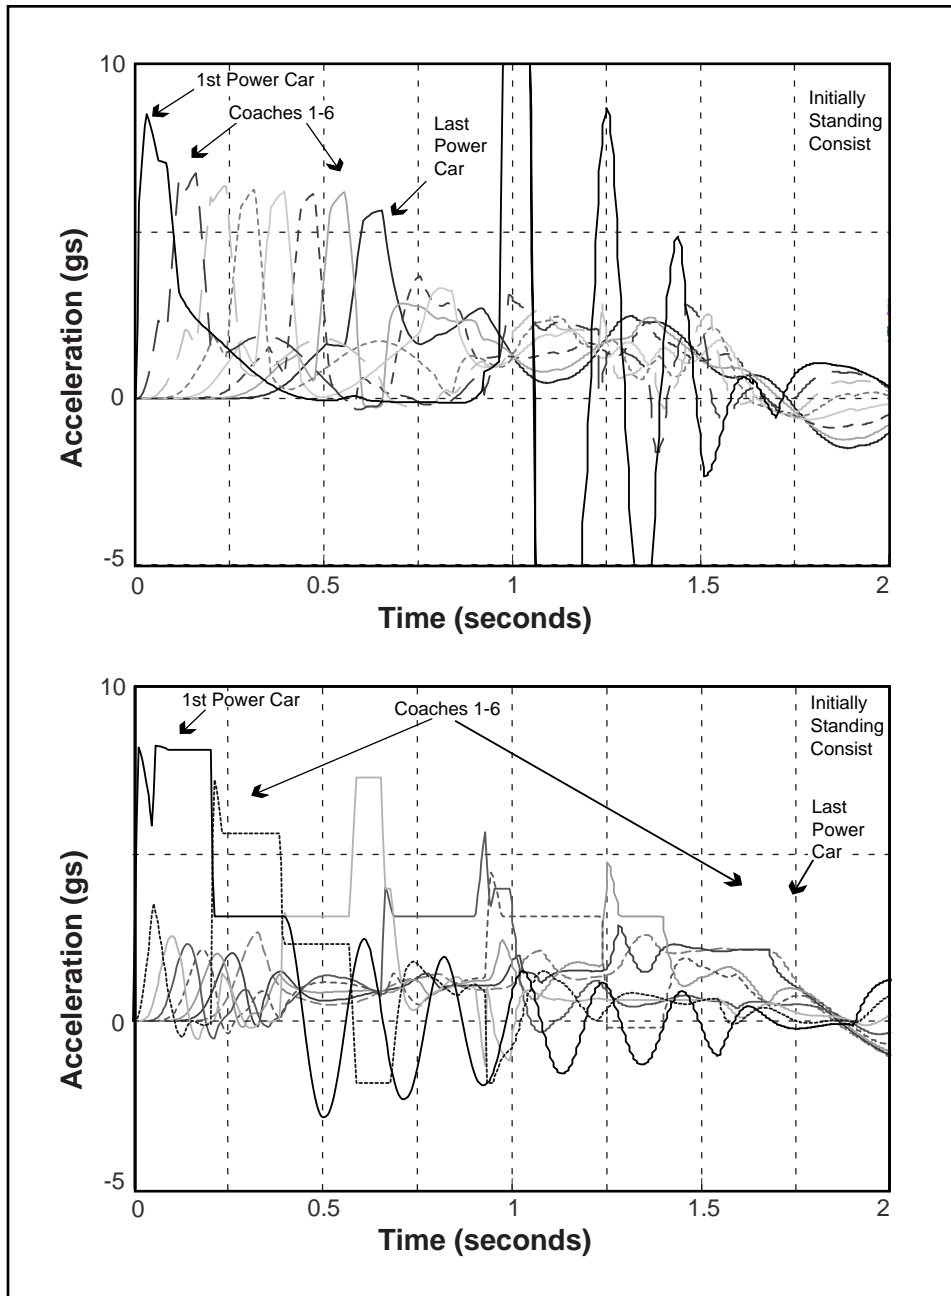 10
1st Power Car
Coaches 1-6
Last
Power
Car
Initially
Standing
Consist
Acceleration (gs)
0
-5
0
0.5
1
1.5
2
Time (seconds)
10
1st Power Car
Coaches 1-6
Initially
Standing
Consist
Last
Power
Car
Acceleration (gs)
0
-5
0
0.5
1
1.5
2
Time (seconds)